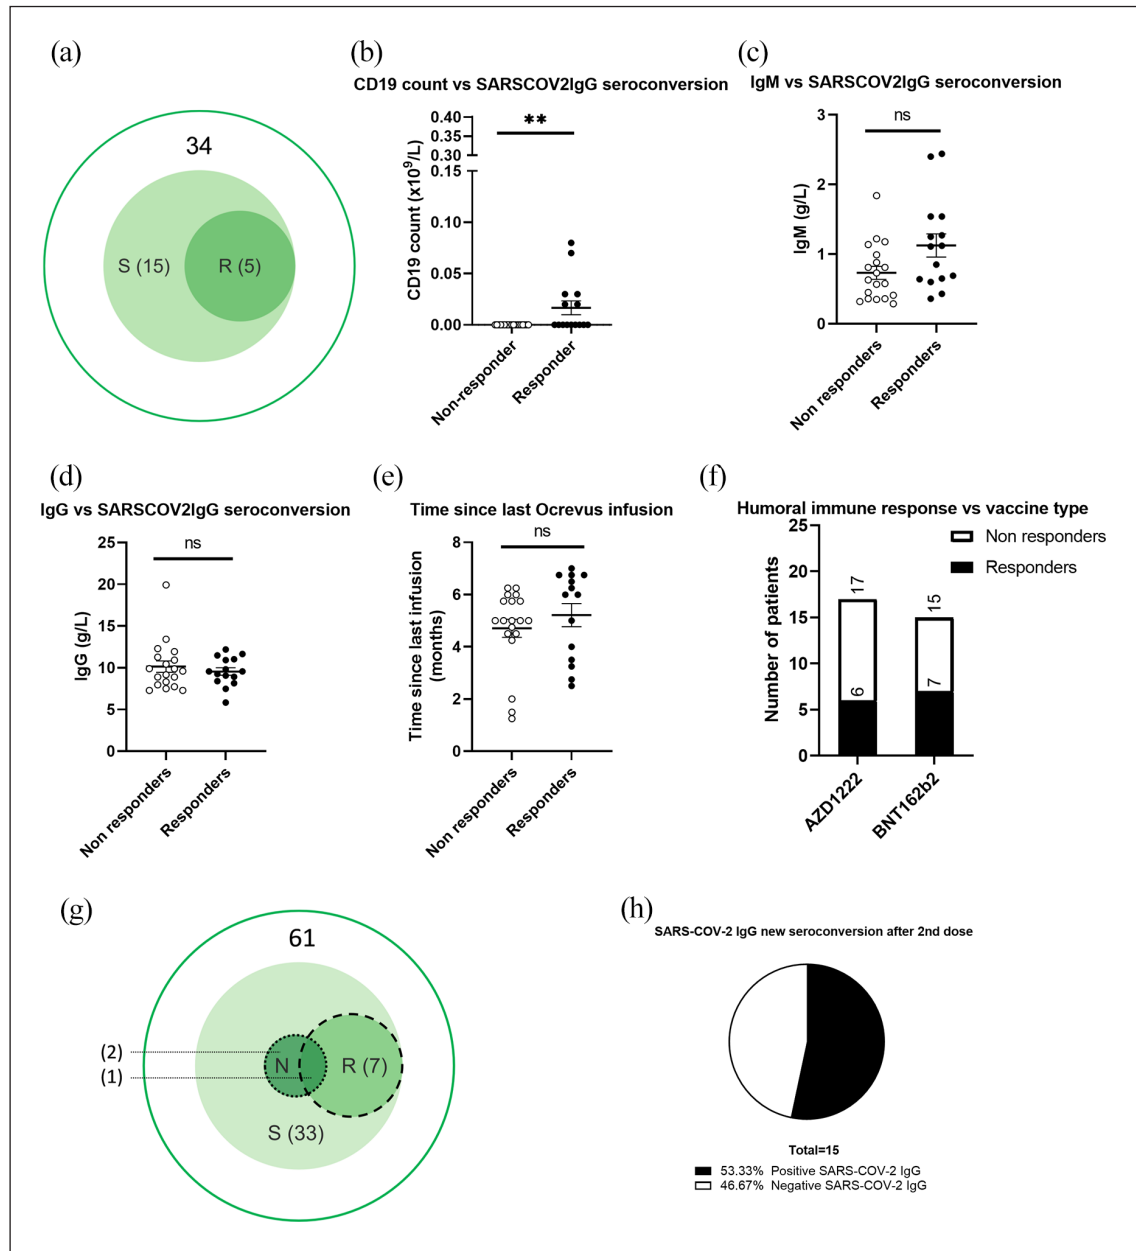 (a)
34
S (15)
R (5)
(b)
CD19 count vs SARSCOV2IgG seroconversion
**
0.40
0.35
0.30
0.15
0.10
0.05
0.00
CD19 count (x10⁹/L)
Non-responder
Responder
(c)
IgM vs SARSCOV2IgG seroconversion
ns
3
2
1
0
IgM (g/L)
Non responders
Responders
(d)
IgG vs SARSCOV2IgG seroconversion
ns
25
20
15
10
5
0
IgG (g/L)
Non responders
Responders
(e)
Time since last Ocrevus infusion
ns
8
6
4
2
0
Time since last infusion
(months)
Non responders
Responders
(f)
Humoral immune response vs vaccine type
Non responders
Responders
25
20
15
10
5
0
Number of patients
17
6
15
7
AZD1222
BNT162b2
(g)
61
(2)
(1)
N
R (7)
S (33)
(h)
SARS-COV-2 IgG new seroconversion after 2nd dose
Total=15
53.33% Positive SARS-COV-2 IgG
46.67% Negative SARS-COV-2 IgG